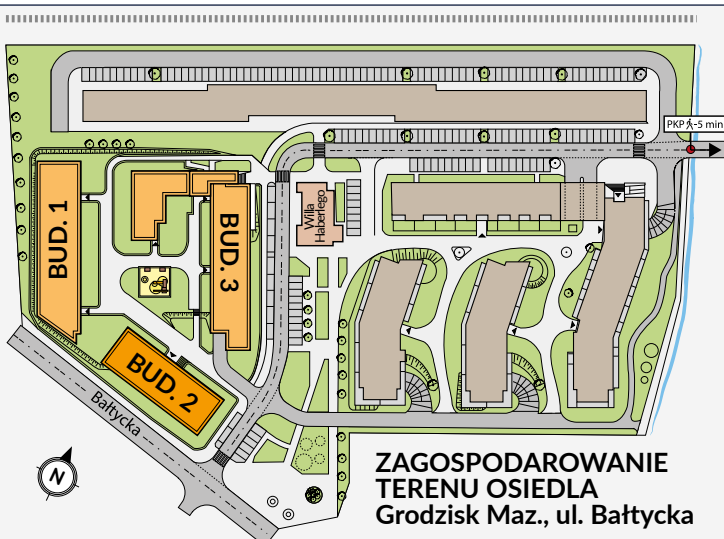 PKP -5 min
BUD. 1
BUD. 3
Willa
Haberlego
BUD. 2
Bałtycka
N
ZAGOSPODAROWANIE
TERENU OSIEDLA
Grodzisk Maz., ul. Bałtycka